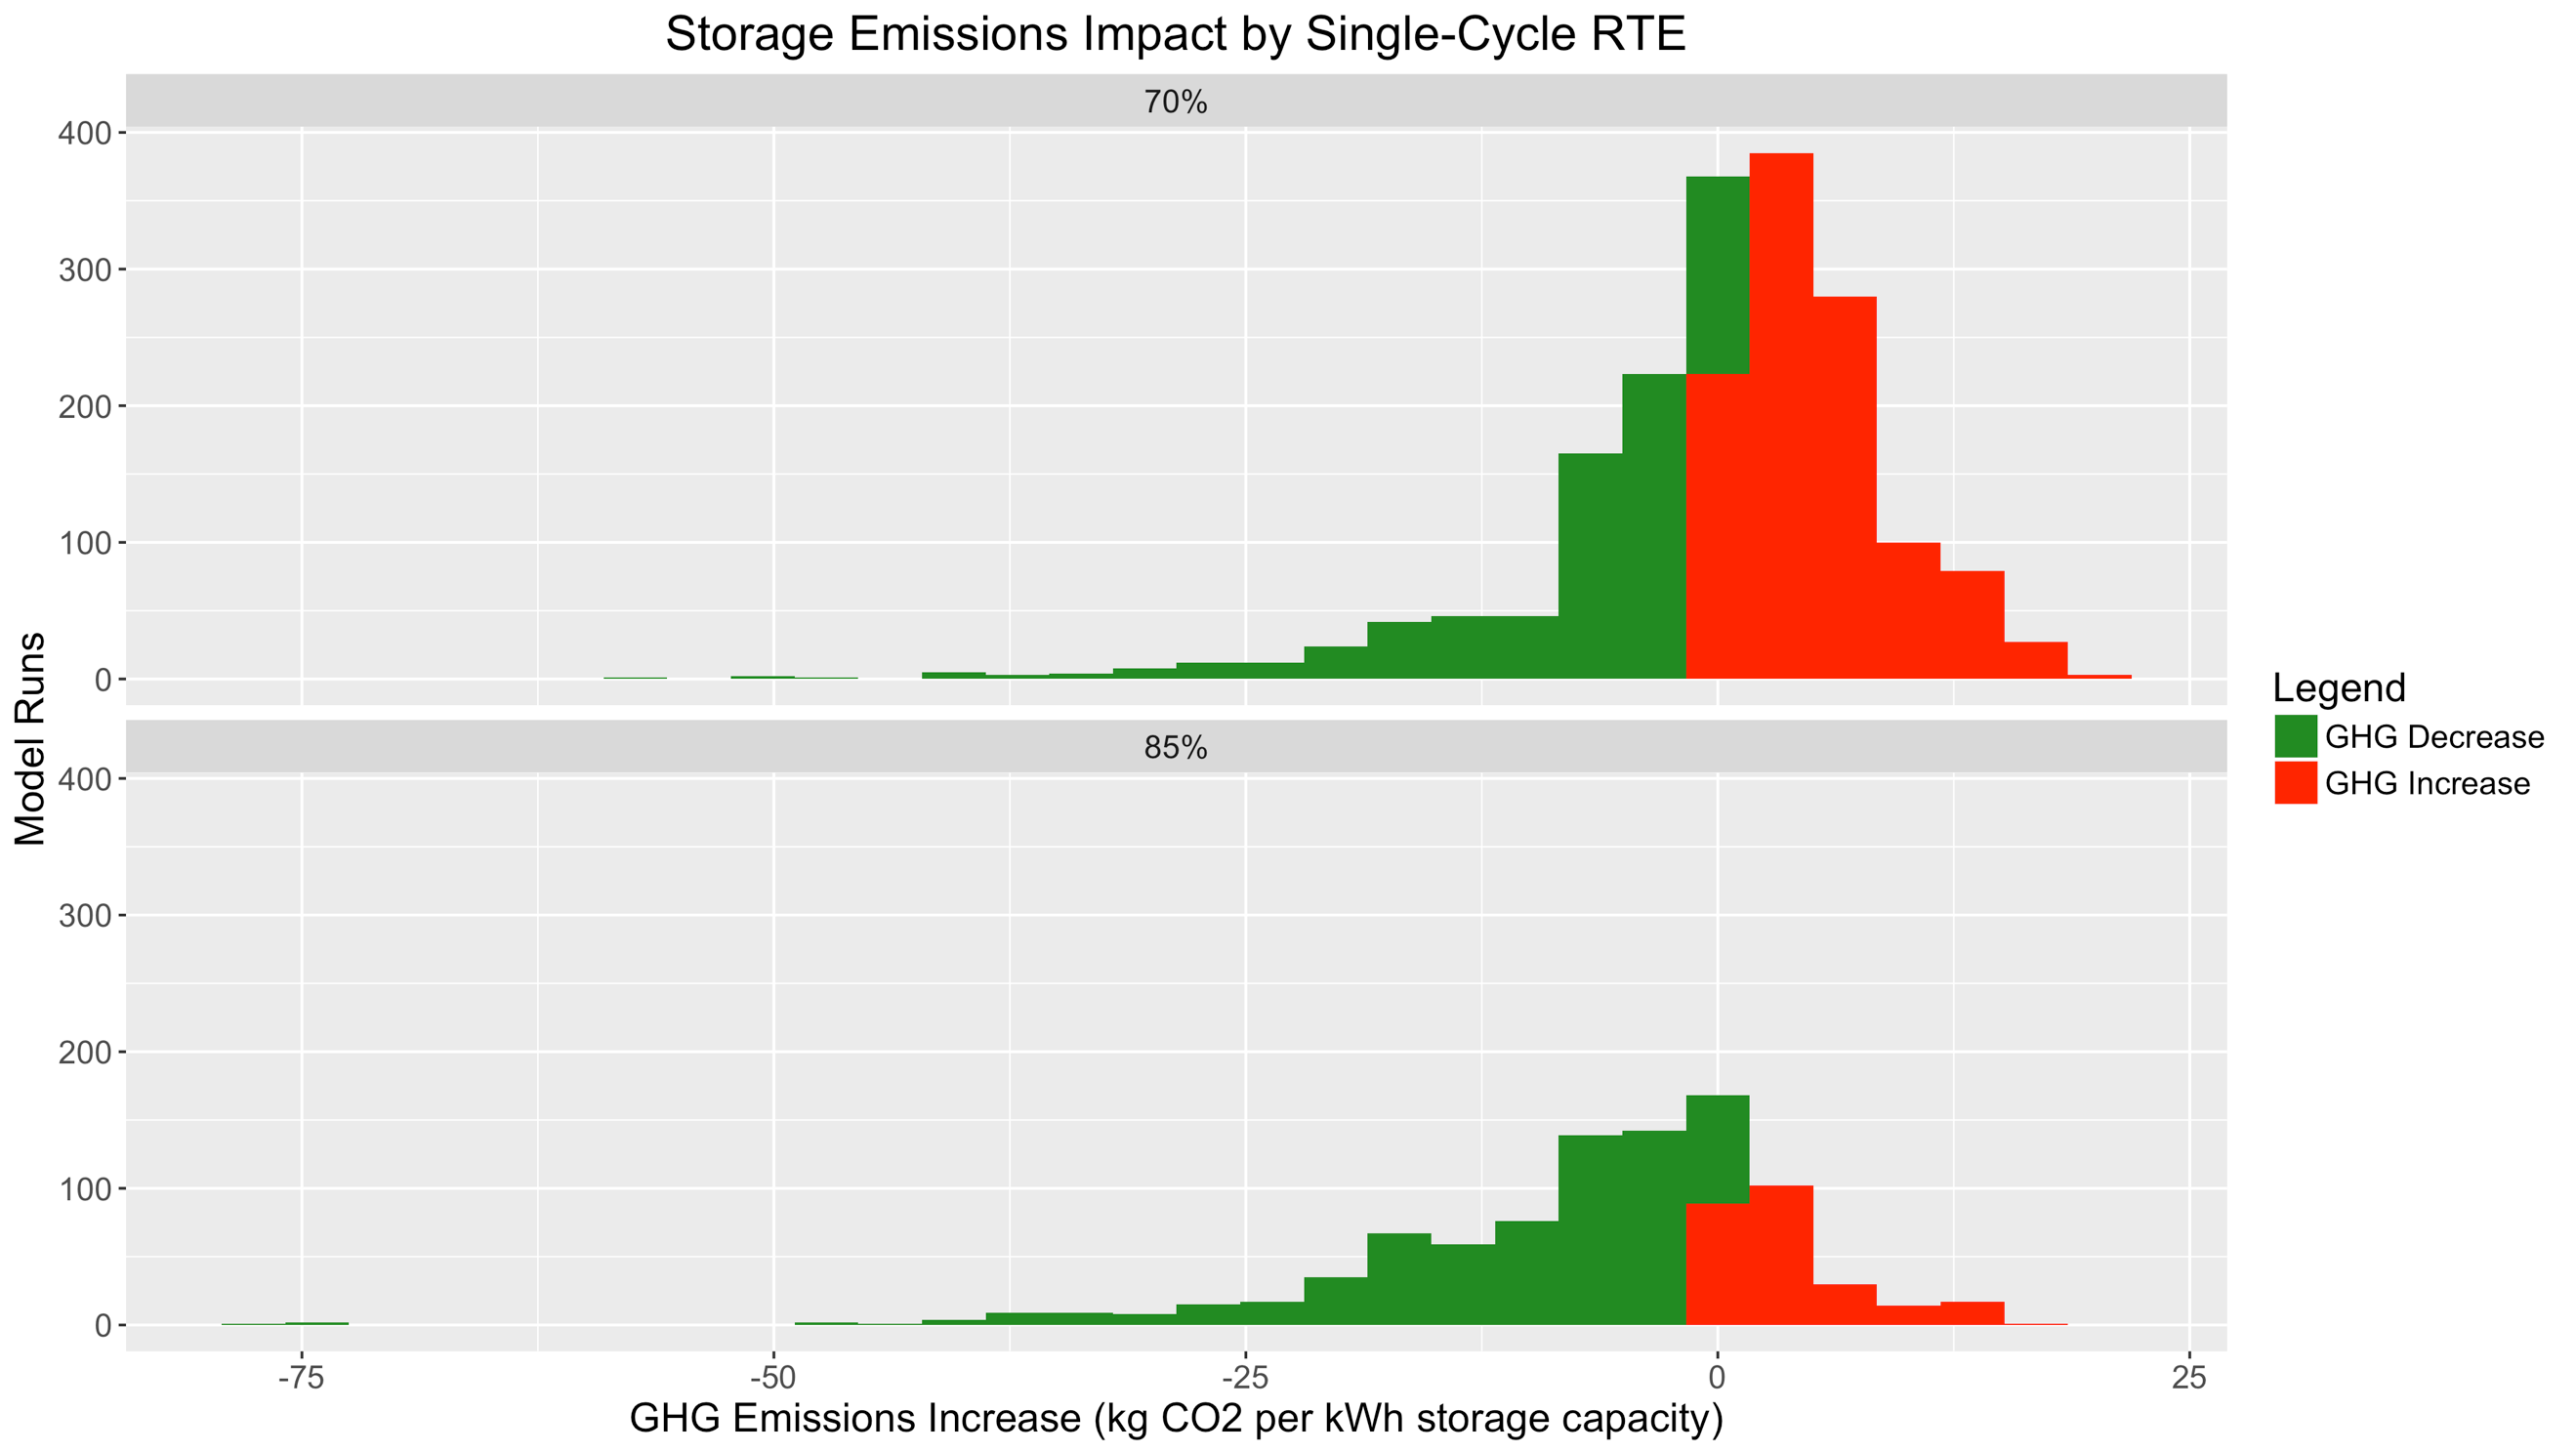 Storage Emissions Impact by Single-Cycle RTE
70%
400
300
200
100
0
Model Runs
85%
400
300
200
100
0
-75
-50
-25
0
25
GHG Emissions Increase (kg CO2 per kWh storage capacity)
Legend
GHG Decrease
GHG Increase